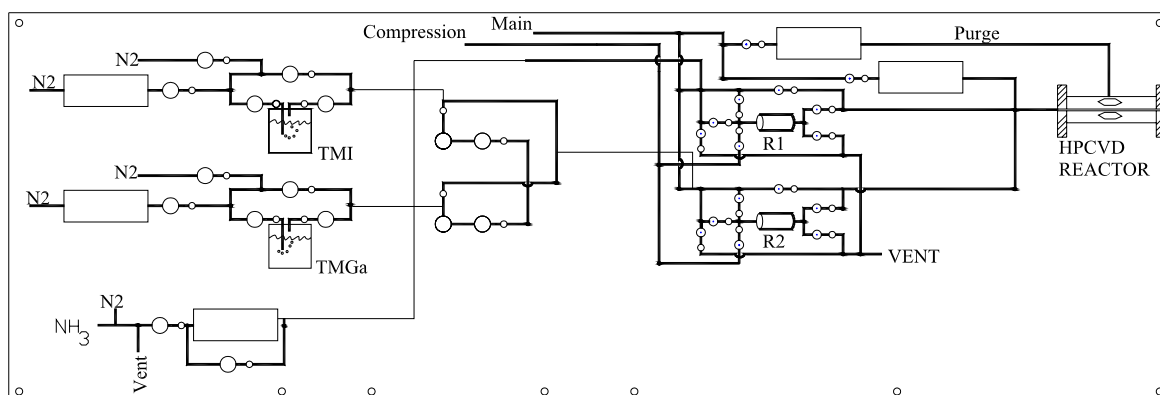 Main
Compression
Purge
N2
N2
TMI
R1
HPCVD
REACTOR
N2
N2
TMGa
R2
VENT
N2
NH3
Vent